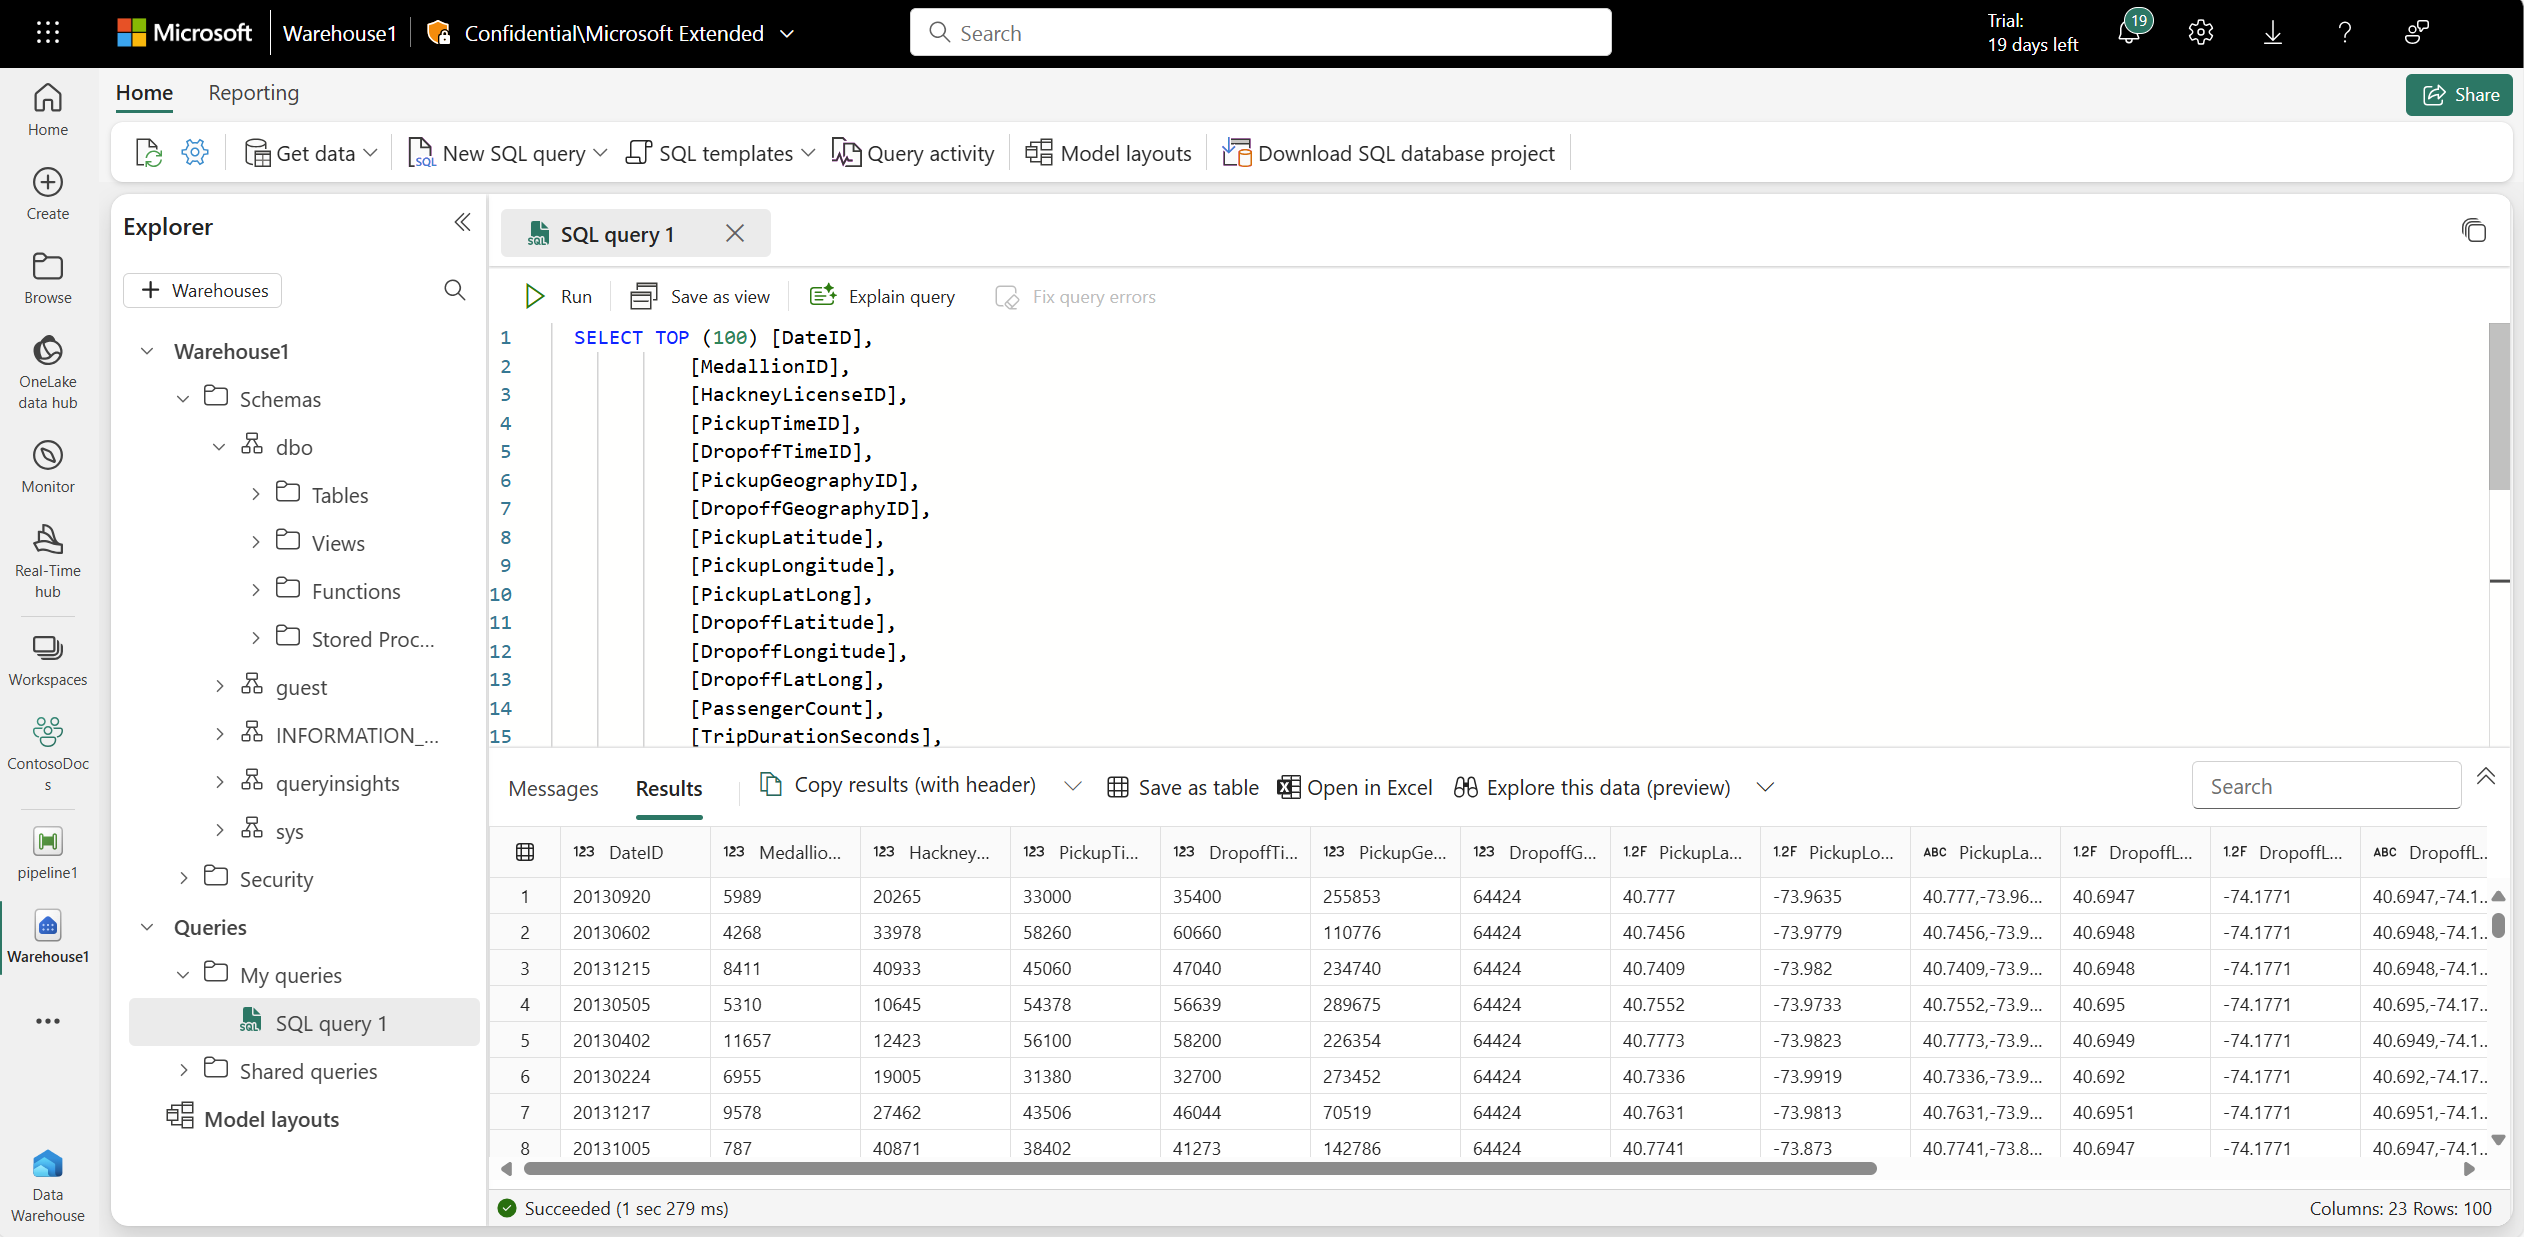 Microsoft Warehouse1 Confidential\Microsoft Extended Search Trial: 19 days left 19
Home Reporting Share
Get data New SQL query SQL templates Query activity Model layouts Download SQL database project
Home
Create
Browse
OneLake data hub
Monitor
Real-Time hub
Workspaces
ContosoDoc
s
pipeline1
Warehouse1
Data Warehouse
Explorer
+ Warehouses
Warehouse1
Schemas
dbo
Tables
Views
Functions
Stored Proc...
guest
INFORMATION_...
queryinsights
sys
Security
Queries
My queries
SQL query 1
Shared queries
Model layouts
SQL query 1
Run Save as view Explain query Fix query errors
1 SELECT TOP (100) [DateID],
2 [MedallionID],
3 [HackneyLicenseID],
4 [PickupTimeID],
5 [DropoffTimeID],
6 [PickupGeographyID],
7 [DropoffGeographyID],
8 [PickupLatitude],
9 [PickupLongitude],
10 [PickupLatLong],
11 [DropoffLatitude],
12 [DropoffLongitude],
13 [DropoffLatLong],
14 [PassengerCount],
15 [TripDurationSeconds],
Messages Results Copy results (with header) Save as table Open in Excel Explore this data (preview) Search
123 DateID 123 Medallio... 123 Hackney... 123 PickupTi... 123 DropoffTi... 123 PickupGe... 123 DropoffG... 1.2F PickupLa... 1.2F PickupLo... ABC PickupLa... 1.2F DropoffL... 1.2F DropoffL... ABC DropoffL...
1 20130920 5989 20265 33000 35400 255853 64424 40.777 -73.9635 40.777,-73.96... 40.6947 -74.1771 40.6947,-74.1...
2 20130602 4268 33978 58260 60660 110776 64424 40.7456 -73.9779 40.7456,-73.9... 40.6948 -74.1771 40.6948,-74.1...
3 20131215 8411 40933 45060 47040 234740 64424 40.7409 -73.982 40.7409,-73.9... 40.6948 -74.1771 40.6948,-74.1...
4 20130505 5310 10645 54378 56639 289675 64424 40.7552 -73.9733 40.7552,-73.9... 40.695 -74.1771 40.695,-74.17...
5 20130402 11657 12423 56100 58200 226354 64424 40.7773 -73.9823 40.7773,-73.9... 40.6949 -74.1771 40.6949,-74.1...
6 20130224 6955 19005 31380 32700 273452 64424 40.7336 -73.9919 40.7336,-73.9... 40.692 -74.1771 40.692,-74.17...
7 20131217 9578 27462 43506 46044 70519 64424 40.7631 -73.9813 40.7631,-73.9... 40.6951 -74.1771 40.6951,-74.1...
8 20131005 787 40871 38402 41273 142786 64424 40.7741 -73.873 40.7741,-73.8... 40.6947 -74.1771 40.6947,-74.1...
Succeeded (1 sec 279 ms) Columns: 23 Rows: 100